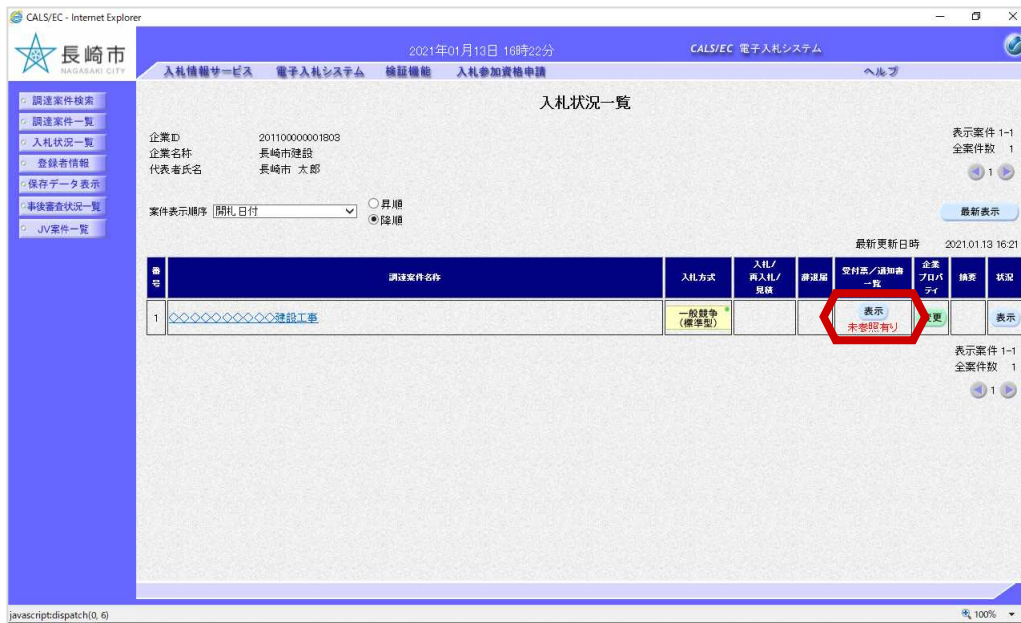 CALS/EC - Internet Explorer
長崎市
NAGASAKI CITY
2021年01月13日 16時22分
CALS/EC 電子入札システム
入札情報サービス 電子入札システム 検証機能 入札参加資格申請 ヘルプ
調達案件検索
調達案件一覧
入札状況一覧
登録者情報
保存データ表示
事後審査状況一覧
JV案件一覧
入札状況一覧
企業ID 201100000001803
企業名称 長崎市建設
代表者氏名 長崎市 太郎
表示案件 1-1
全案件数 1
1
案件表示順序 開札日付
昇順
降順
最新表示
最新更新日時 2021.01.13 16:21
番号 調達案件名称 入札方式 入札/再入札/見積 辞退届 受付票/通知書一覧 企業プロパティ 摘要 状況
1 ◇◇◇◇◇◇◇◇◇◇建設工事 一般競争(標準型) 表示 未参照有り 変更 表示
表示案件 1-1
全案件数 1
1
javascript:dispatch(0, 6)
100%